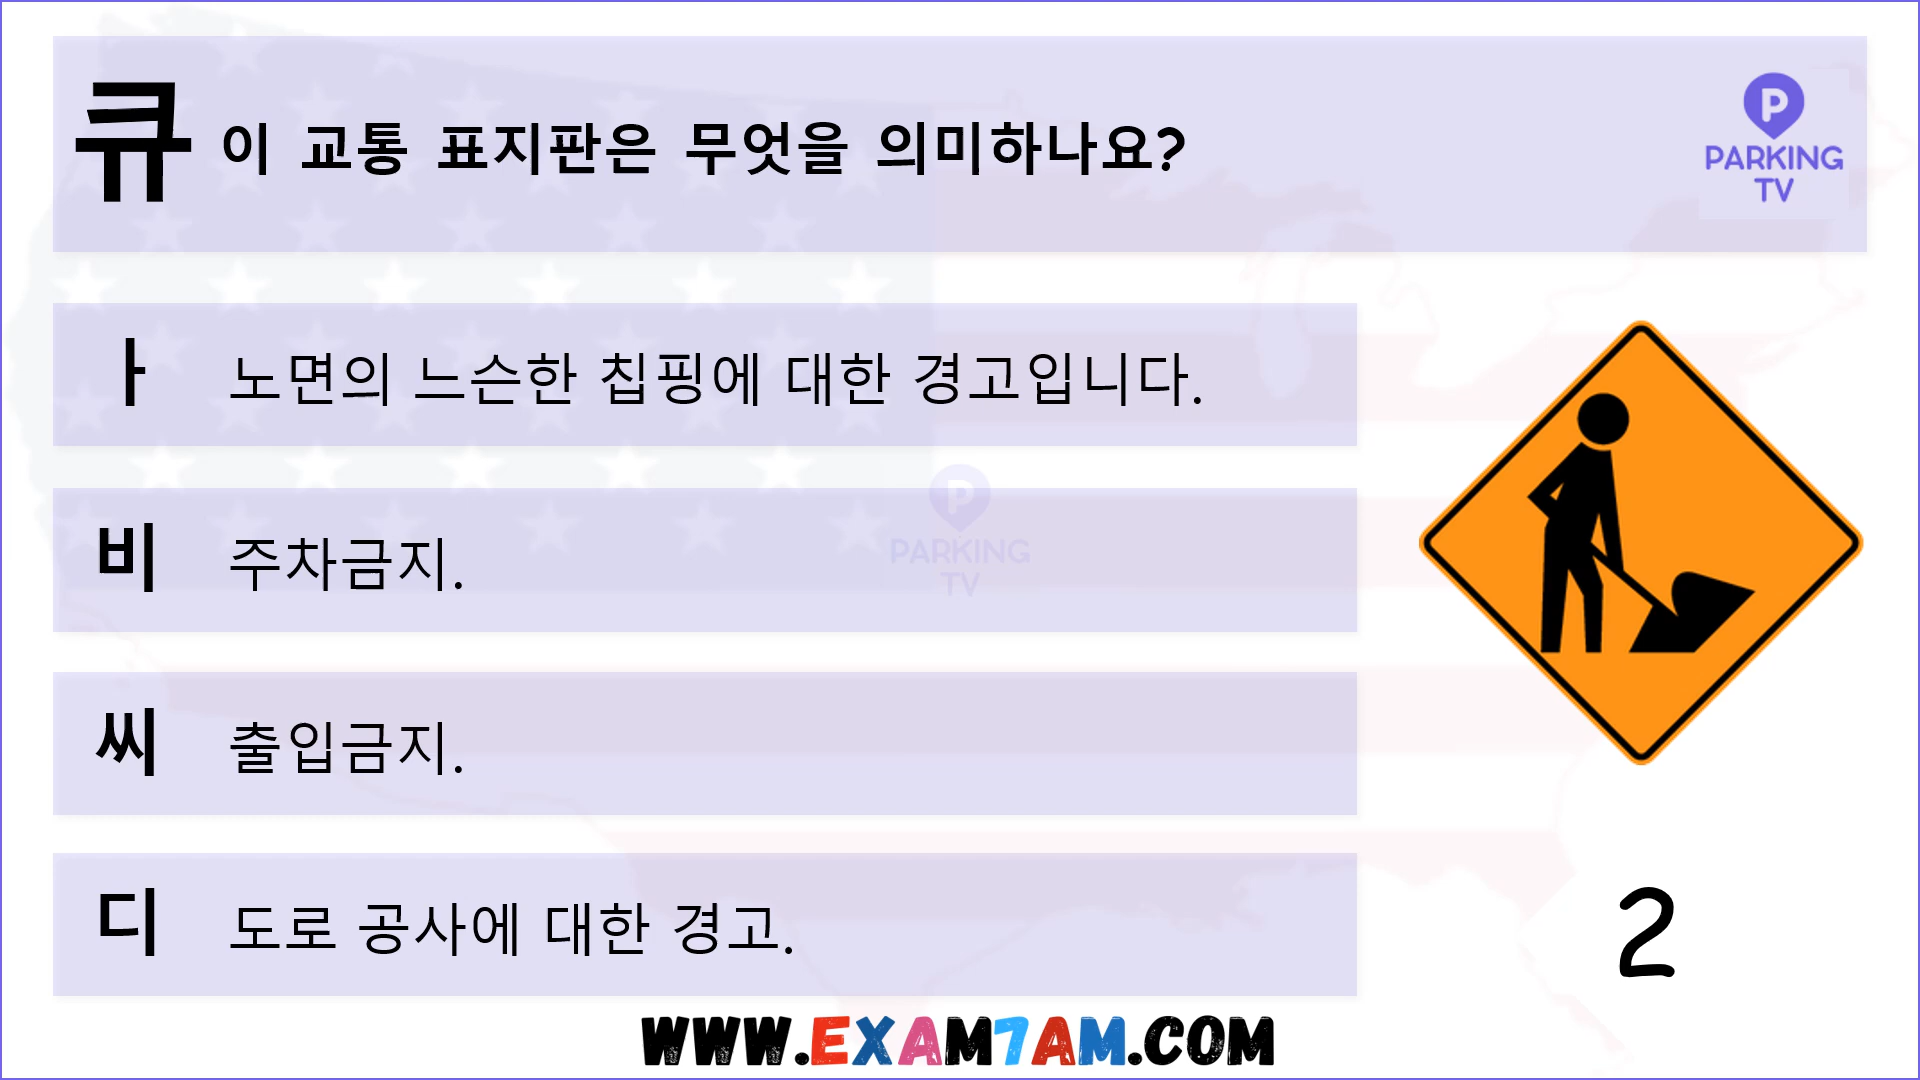 큐 이 교통 표지판은 무엇을 의미하나요?
P
PARKING
TV
ㅏ 노면의 느슨한 칩핑에 대한 경고입니다.
비 주차금지.
P
PARKING
TV
씨 출입금지.
디 도로 공사에 대한 경고.
2
WWW.EXAM7AM.COM